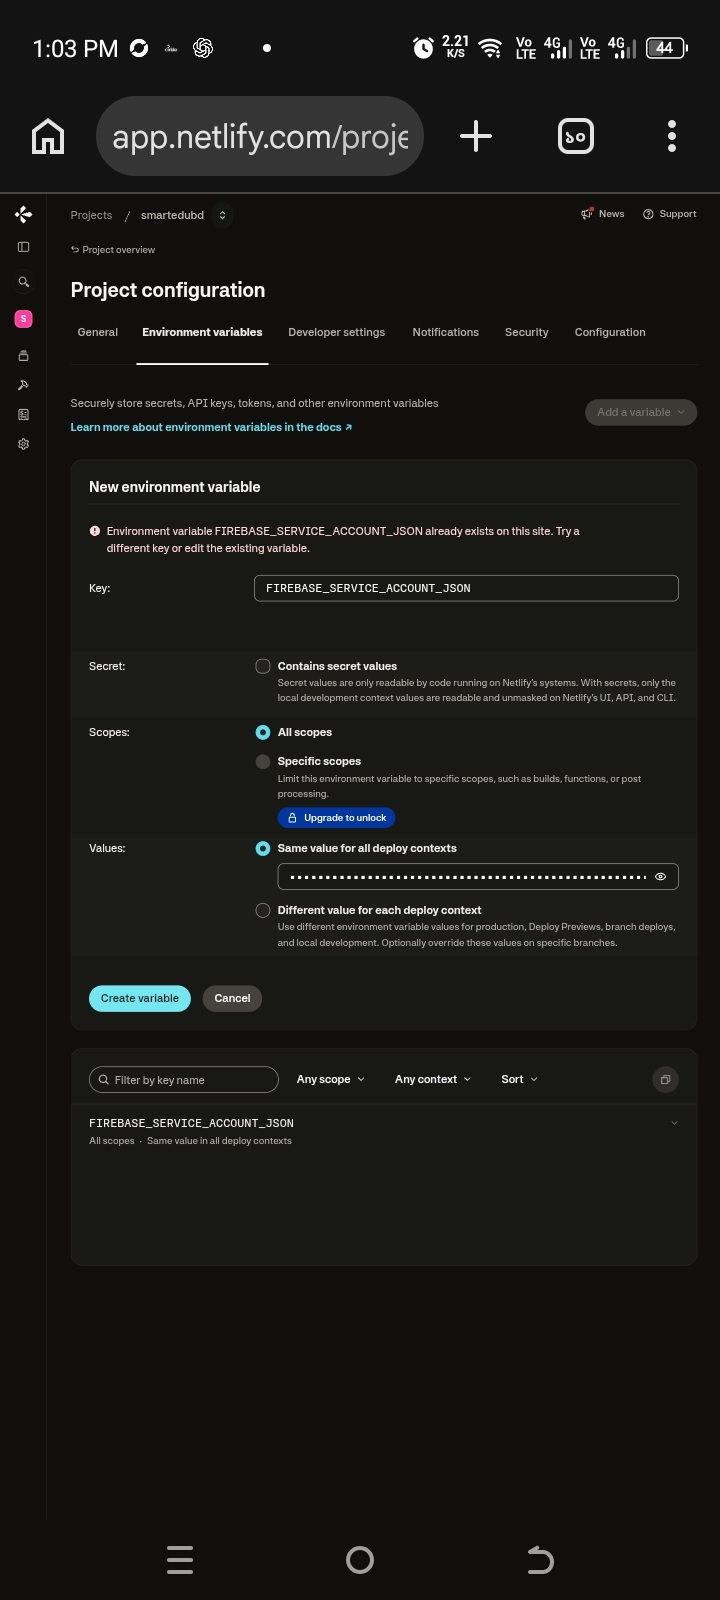 1:03 PM
2.21 K/S
Vo LTE 4G Vo LTE 4G 44
app.netlify.com/proje
১০
Projects / smartedubd
News Support
Project overview
S
Project configuration
General Environment variables Developer settings Notifications Security Configuration
Securely store secrets, API keys, tokens, and other environment variables
Add a variable
Learn more about environment variables in the docs ↗
New environment variable
Environment variable FIREBASE_SERVICE_ACCOUNT_JSON already exists on this site. Try a
different key or edit the existing variable.
Key: FIREBASE_SERVICE_ACCOUNT_JSON
Secret: Contains secret values
Secret values are only readable by code running on Netlify's systems. With secrets, only the
local development context values are readable and unmasked on Netlify's UI, API, and CLI.
Scopes: All scopes
Specific scopes
Limit this environment variable to specific scopes, such as builds, functions, or post
processing.
Upgrade to unlock
Values: Same value for all deploy contexts
Different value for each deploy context
Use different environment variable values for production, Deploy Previews, branch deploys,
and local development. Optionally override these values on specific branches.
Create variable Cancel
Filter by key name Any scope Any context Sort
FIREBASE_SERVICE_ACCOUNT_JSON
All scopes · Same value in all deploy contexts